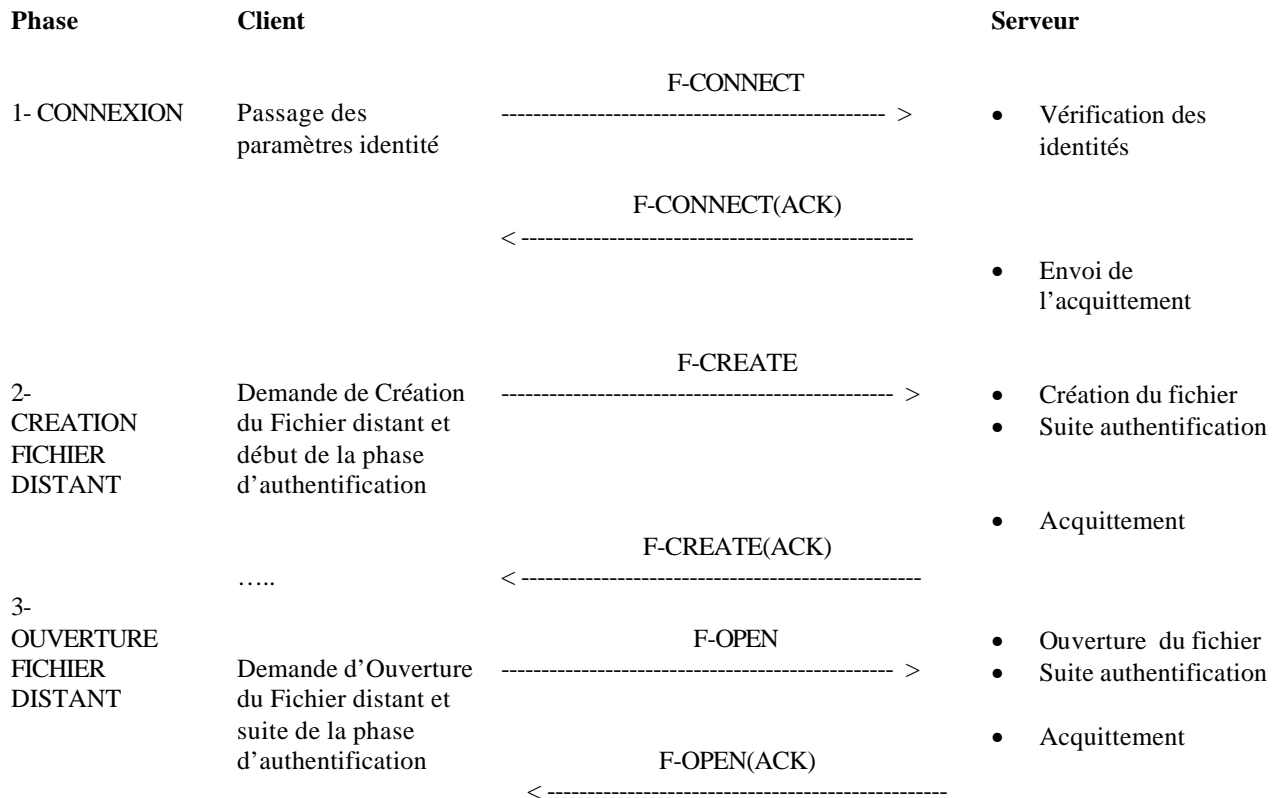 Phase Client Serveur
F-CONNECT
1- CONNEXION Passage des ------------------------------------------------ > • Vérification des
paramètres identité identités
F-CONNECT(ACK)
< -------------------------------------------------
• Envoi de
l’acquittement
F-CREATE
2- Demande de Création ------------------------------------------------- > • Création du fichier
CREATION du Fichier distant et • Suite authentification
FICHIER début de la phase
DISTANT d’authentification
• Acquittement
F-CREATE(ACK)
….. < --------------------------------------------------
3-
OUVERTURE F-OPEN • Ouverture du fichier
FICHIER Demande d’Ouverture ------------------------------------------------- > • Suite authentification
DISTANT du Fichier distant et
suite de la phase • Acquittement
d’authentification F-OPEN(ACK)
< --------------------------------------------------